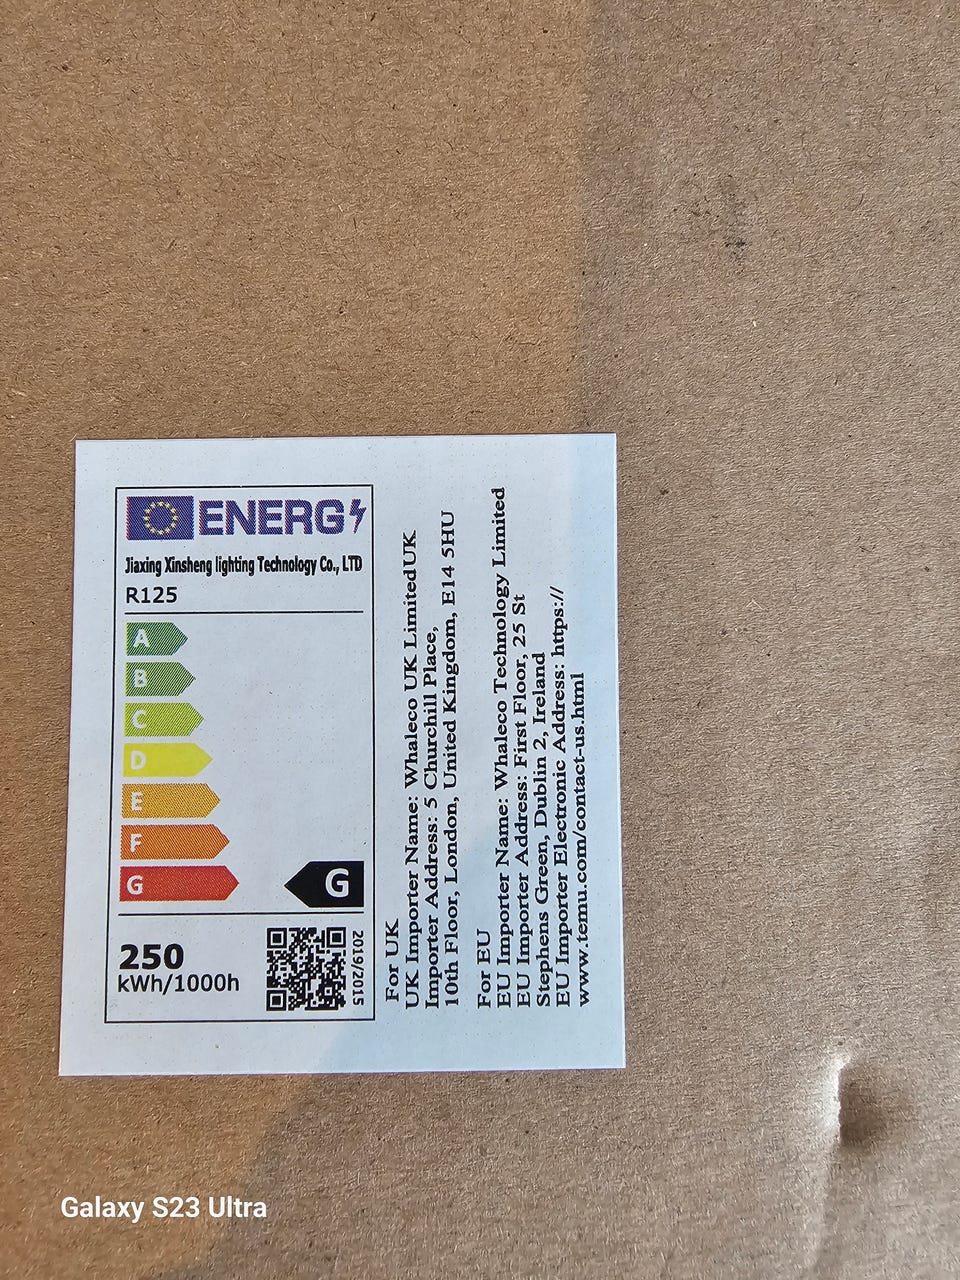 ENERG
Jiaxing Xinsheng lighting Technology Co., LTD
R125
A
B
C
D
E
F
G
G
250
kWh/1000h
2019/2015
For UK
UK Importer Name: Whaleco UK LimitedUK
Importer Address: 5 Churchill Place,
10th Floor, London, United Kingdom, E14 5HU
For EU
EU Importer Name: Whaleco Technology Limited
EU Importer Address: First Floor, 25 St
Stephens Green, Dublin 2, Ireland
EU Importer Electronic Address: https://
www.temu.com/contact-us.html
Galaxy S23 Ultra